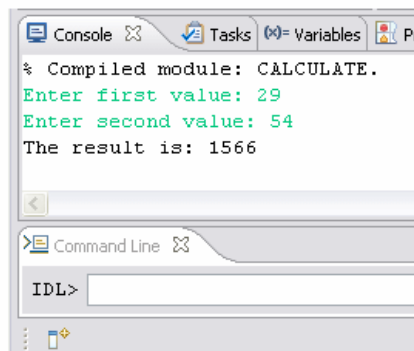 Console Tasks (x)= Variables P
% Compiled module: CALCULATE.
Enter first value: 29
Enter second value: 54
The result is: 1566
Command Line
IDL>